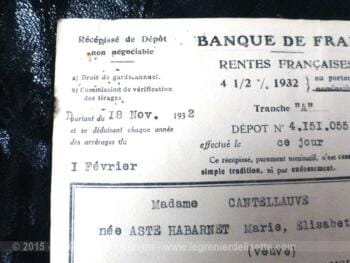 Récépissé de Dépôt
non négociable
BANQUE DE FRA
RENTES FRANÇAISES
a) Droit de garde annuel.
b) Commission de vérification
des tirages
4 1/2 % 1932
au porteu
Tranche "A"
partant du 18 Nov. 1932
et se déduisant chaque année
des arrérages du
I Février
DÉPOT N° 4.151.055
effectué le ce jour
Ce récépissé, purement nominatif, n'est
simple tradition, ni par endossement.
Madame CANTELLAUVE
née ASTE HABARNET Marie, Elisabet
(veuve)
© 2015 - www.legrenierdelisette.com